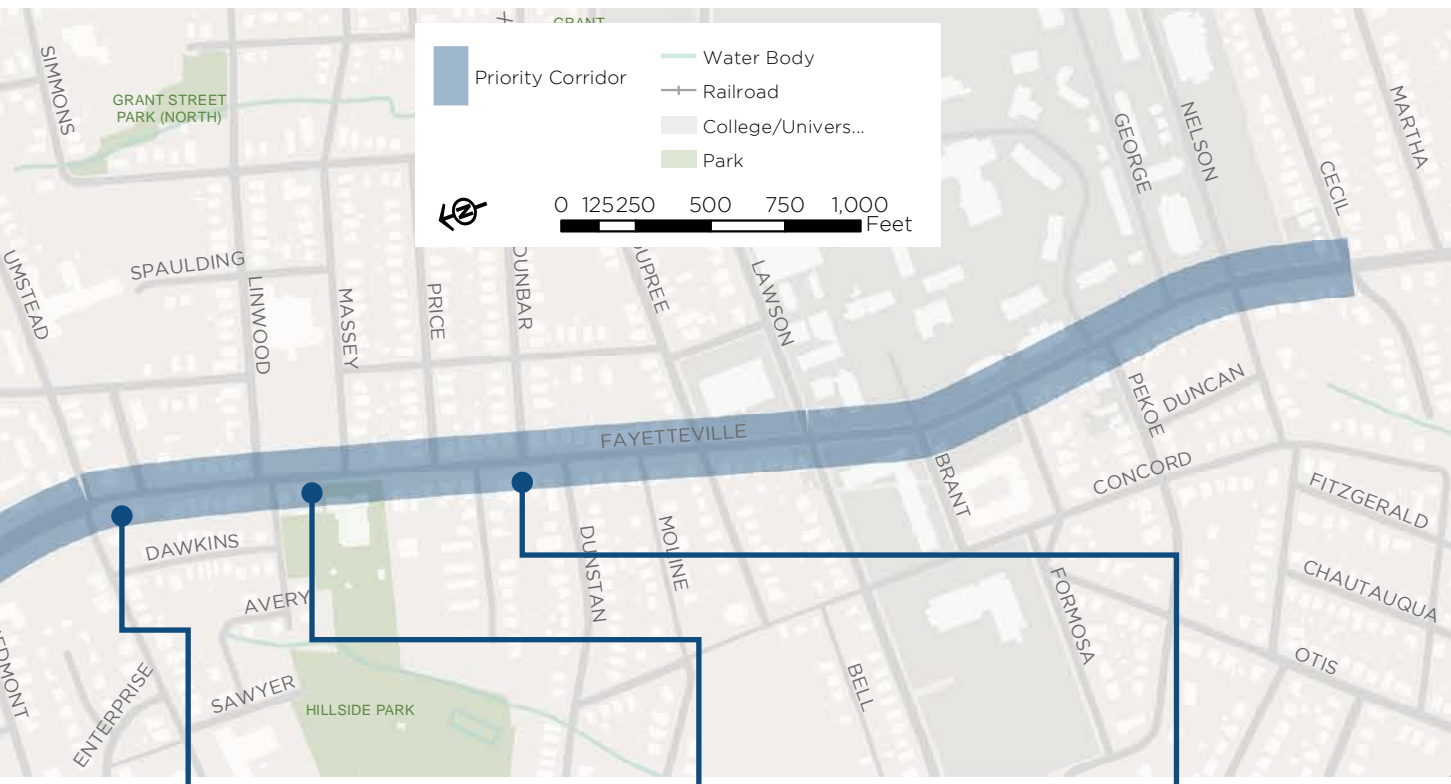 GRANT
SIMMONS
GRANT STREET
PARK (NORTH)
Priority Corridor
Water Body
Railroad
College/Univers...
Park
N
0 125 250 500 750 1,000
Feet
GEORGE
NELSON
MARTHA
CECIL
UMSTEAD
SPAULDING
LINWOOD
MASSEY
PRICE
DUNBAR
LAWSON
FAYETTEVILLE
PEKOE
DUNCAN
BRANT
CONCORD
FITZGERALD
DAWKINS
DUNSTAN
MOLINE
AVERY
FORMOSA
CHAUTAUQUA
OTIS
ENTERPRISE
SAWYER
HILLSIDE PARK
BELL